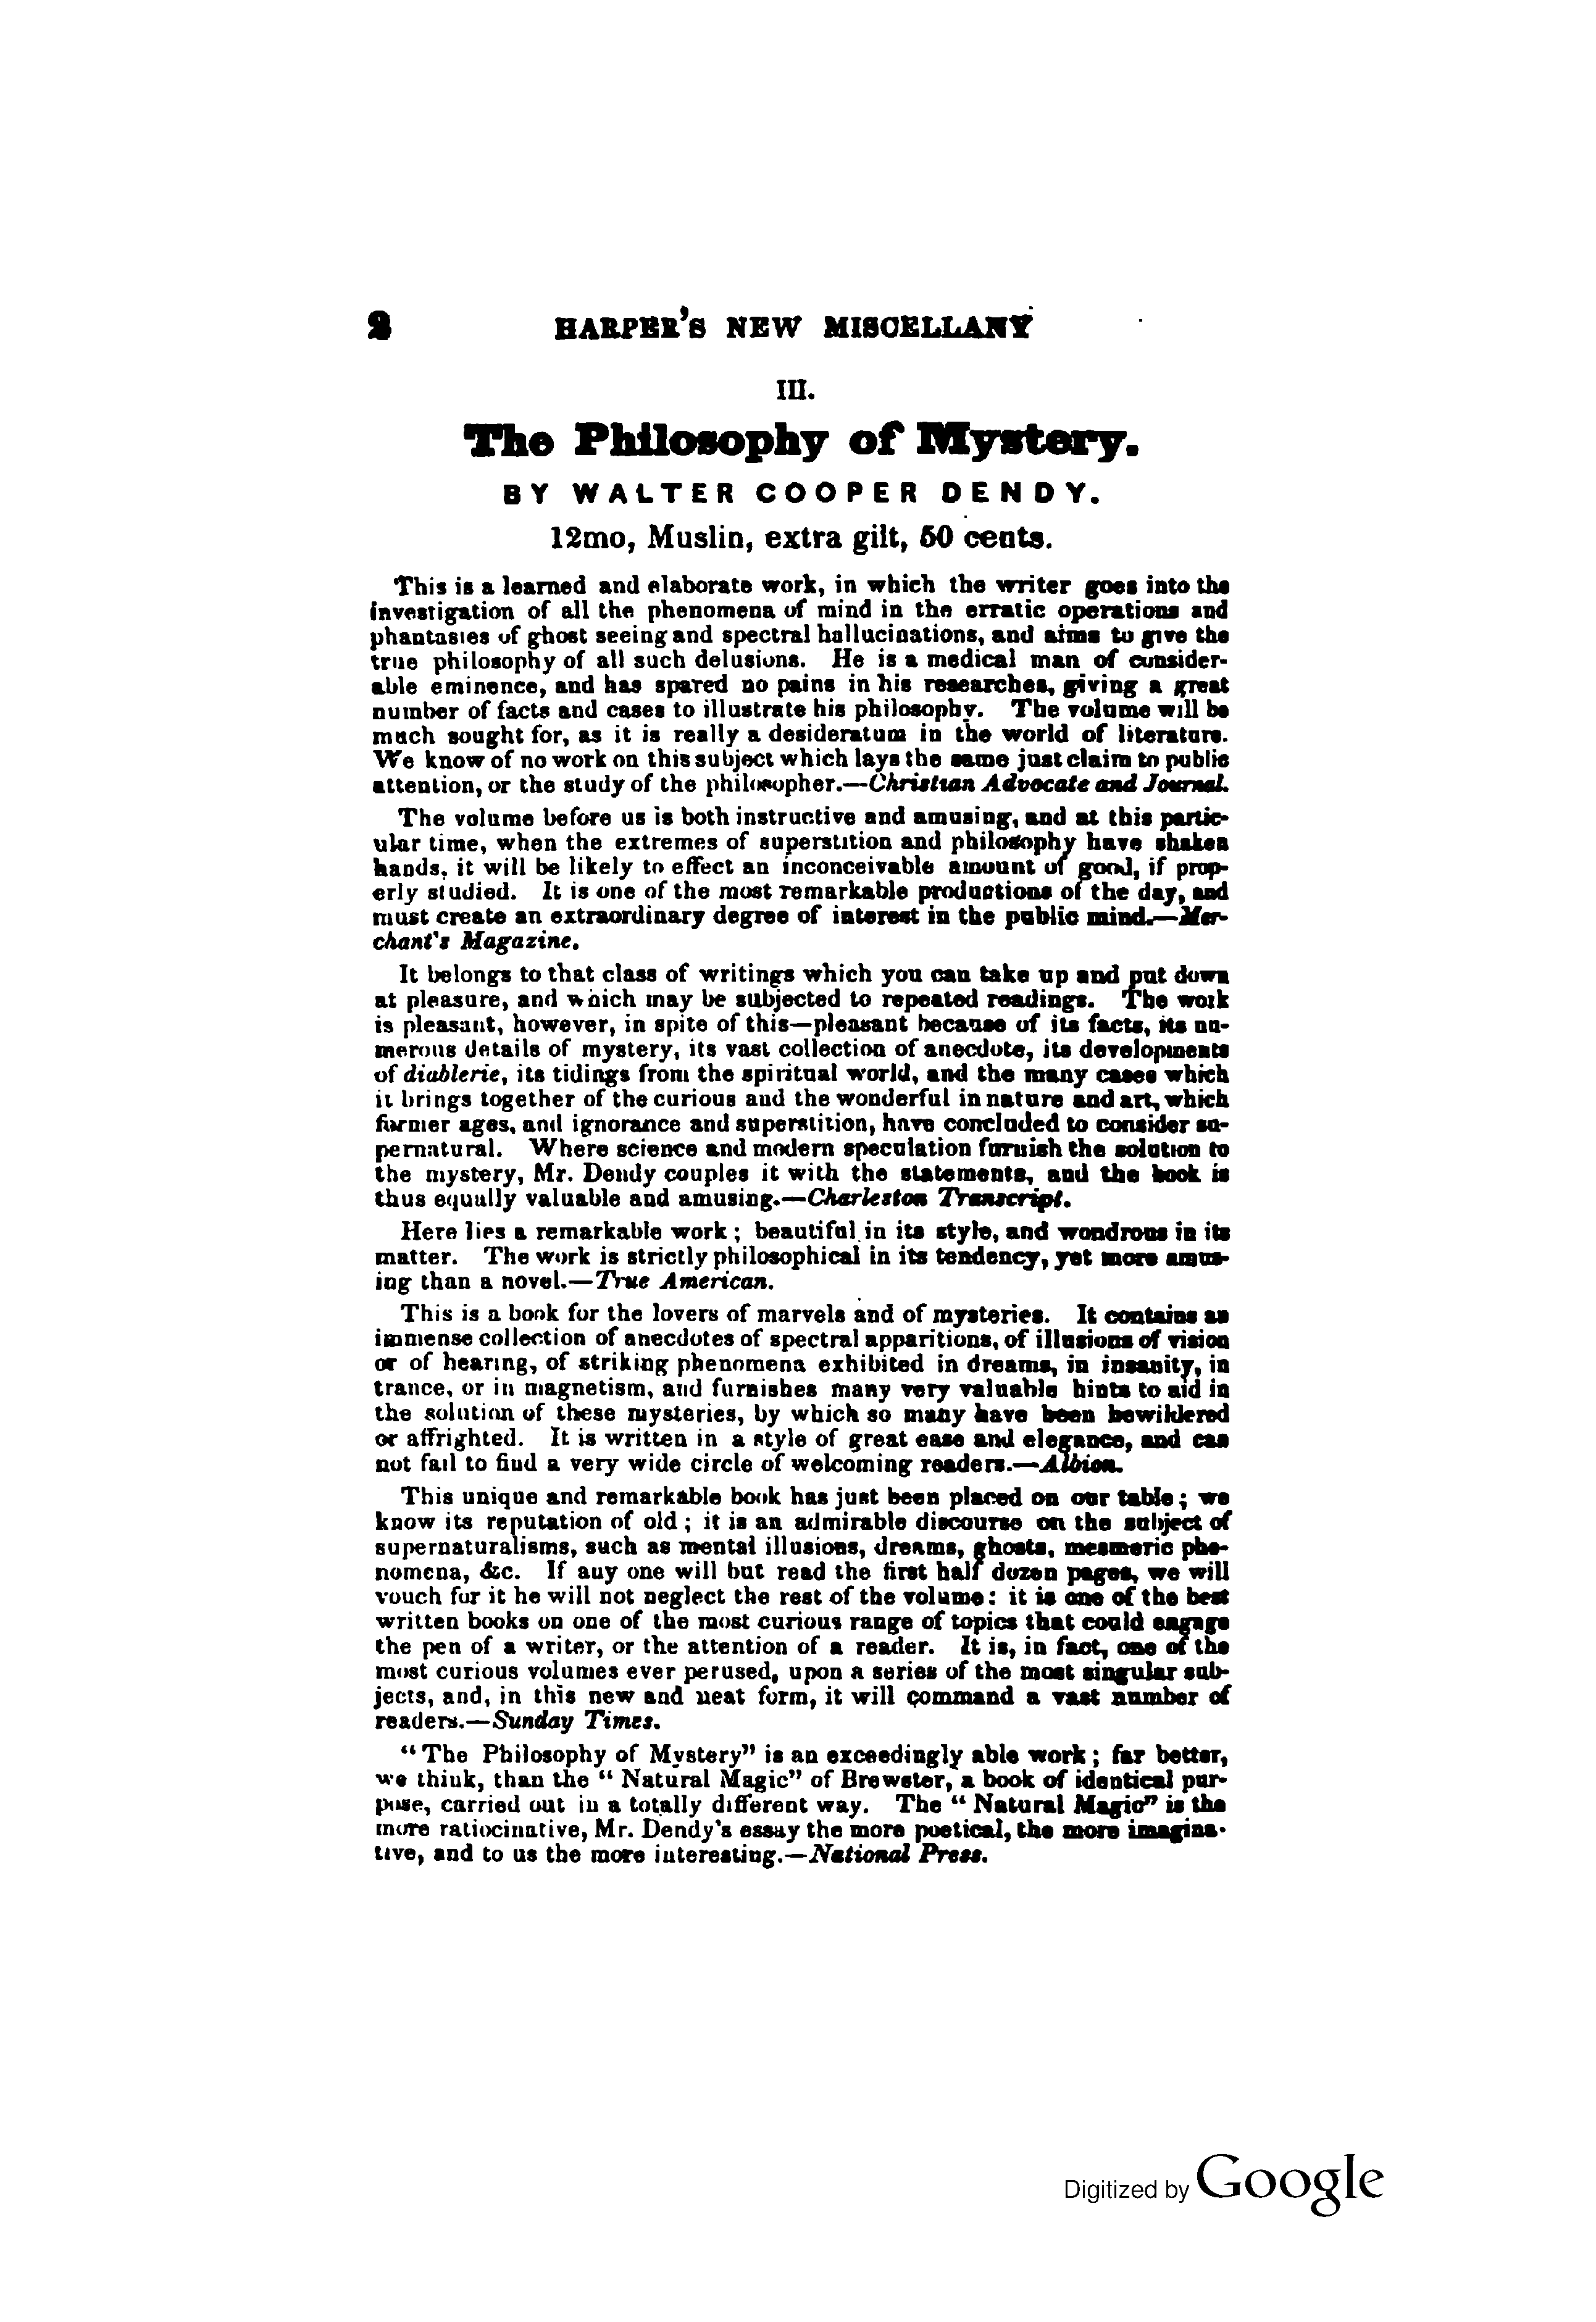 2 HARPER'S NEW MISCELLANY
III.
The Philosophy of Mystery.
BY WALTER COOPER DENDY.
12mo, Muslin, extra gilt, 50 cents.
This is a learned and elaborate work, in which the writer goes into the
investigation of all the phenomena of mind in the erratic operations and
phantasies of ghost seeing and spectral hallucinations, and aims to give the
true philosophy of all such delusions. He is a medical man of consider-
able eminence, and has spared no pains in his researches, giving a great
number of facts and cases to illustrate his philosophy. The volume will be
much sought for, as it is really a desideratum in the world of literature.
We know of no work on this subject which lays the same just claim to public
attention, or the study of the philosopher.—Christian Advocate and Journal.
The volume before us is both instructive and amusing, and at this partic-
ular time, when the extremes of superstition and philosophy have shaken
hands, it will be likely to effect an inconceivable amount of good, if prop-
erly studied. It is one of the most remarkable productions of the day, and
must create an extraordinary degree of interest in the public mind.—Mer-
chant's Magazine.
It belongs to that class of writings which you can take up and put down
at pleasure, and which may be subjected to repeated readings. The work
is pleasant, however, in spite of this—pleasant because of its facts, its nu-
merous details of mystery, its vast collection of anecdote, its developments
of diablerie, its tidings from the spiritual world, and the many cases which
it brings together of the curious and the wonderful in nature and art, which
former ages, and ignorance and superstition, have concluded to consider su-
pernatural. Where science and modern speculation furnish the solution to
the mystery, Mr. Dendy couples it with the statements, and the book is
thus equally valuable and amusing.—Charleston Transcript.
Here lies a remarkable work; beautiful in its style, and wondrous in its
matter. The work is strictly philosophical in its tendency, yet more amus-
ing than a novel.—True American.
This is a book for the lovers of marvels and of mysteries. It contains an
immense collection of anecdotes of spectral apparitions, of illusions of vision
or of hearing, of striking phenomena exhibited in dreams, in insanity, in
trance, or in magnetism, and furnishes many very valuable hints to aid in
the solution of these mysteries, by which so many have been bewildered
or affrighted. It is written in a style of great ease and elegance, and can
not fail to find a very wide circle of welcoming readers.—Albion.
This unique and remarkable book has just been placed on our table; we
know its reputation of old; it is an admirable discourse on the subject of
supernaturalisms, such as mental illusions, dreams, ghosts, mesmeric phe-
nomena, &c. If any one will but read the first half dozen pages, we will
vouch for it he will not neglect the rest of the volume: it is one of the best
written books on one of the most curious range of topics that could engage
the pen of a writer, or the attention of a reader. It is, in fact, one of the
most curious volumes ever perused, upon a series of the most singular sub-
jects, and, in this new and neat form, it will command a vast number of
readers.—Sunday Times.
"The Philosophy of Mystery" is an exceedingly able work; far better,
we think, than the "Natural Magic" of Brewster, a book of identical pur-
pose, carried out in a totally different way. The "Natural Magic" is the
more ratiocinative, Mr. Dendy's essay the more poetical, the more imagina-
tive, and to us the more interesting.—National Press.
Digitized by Google